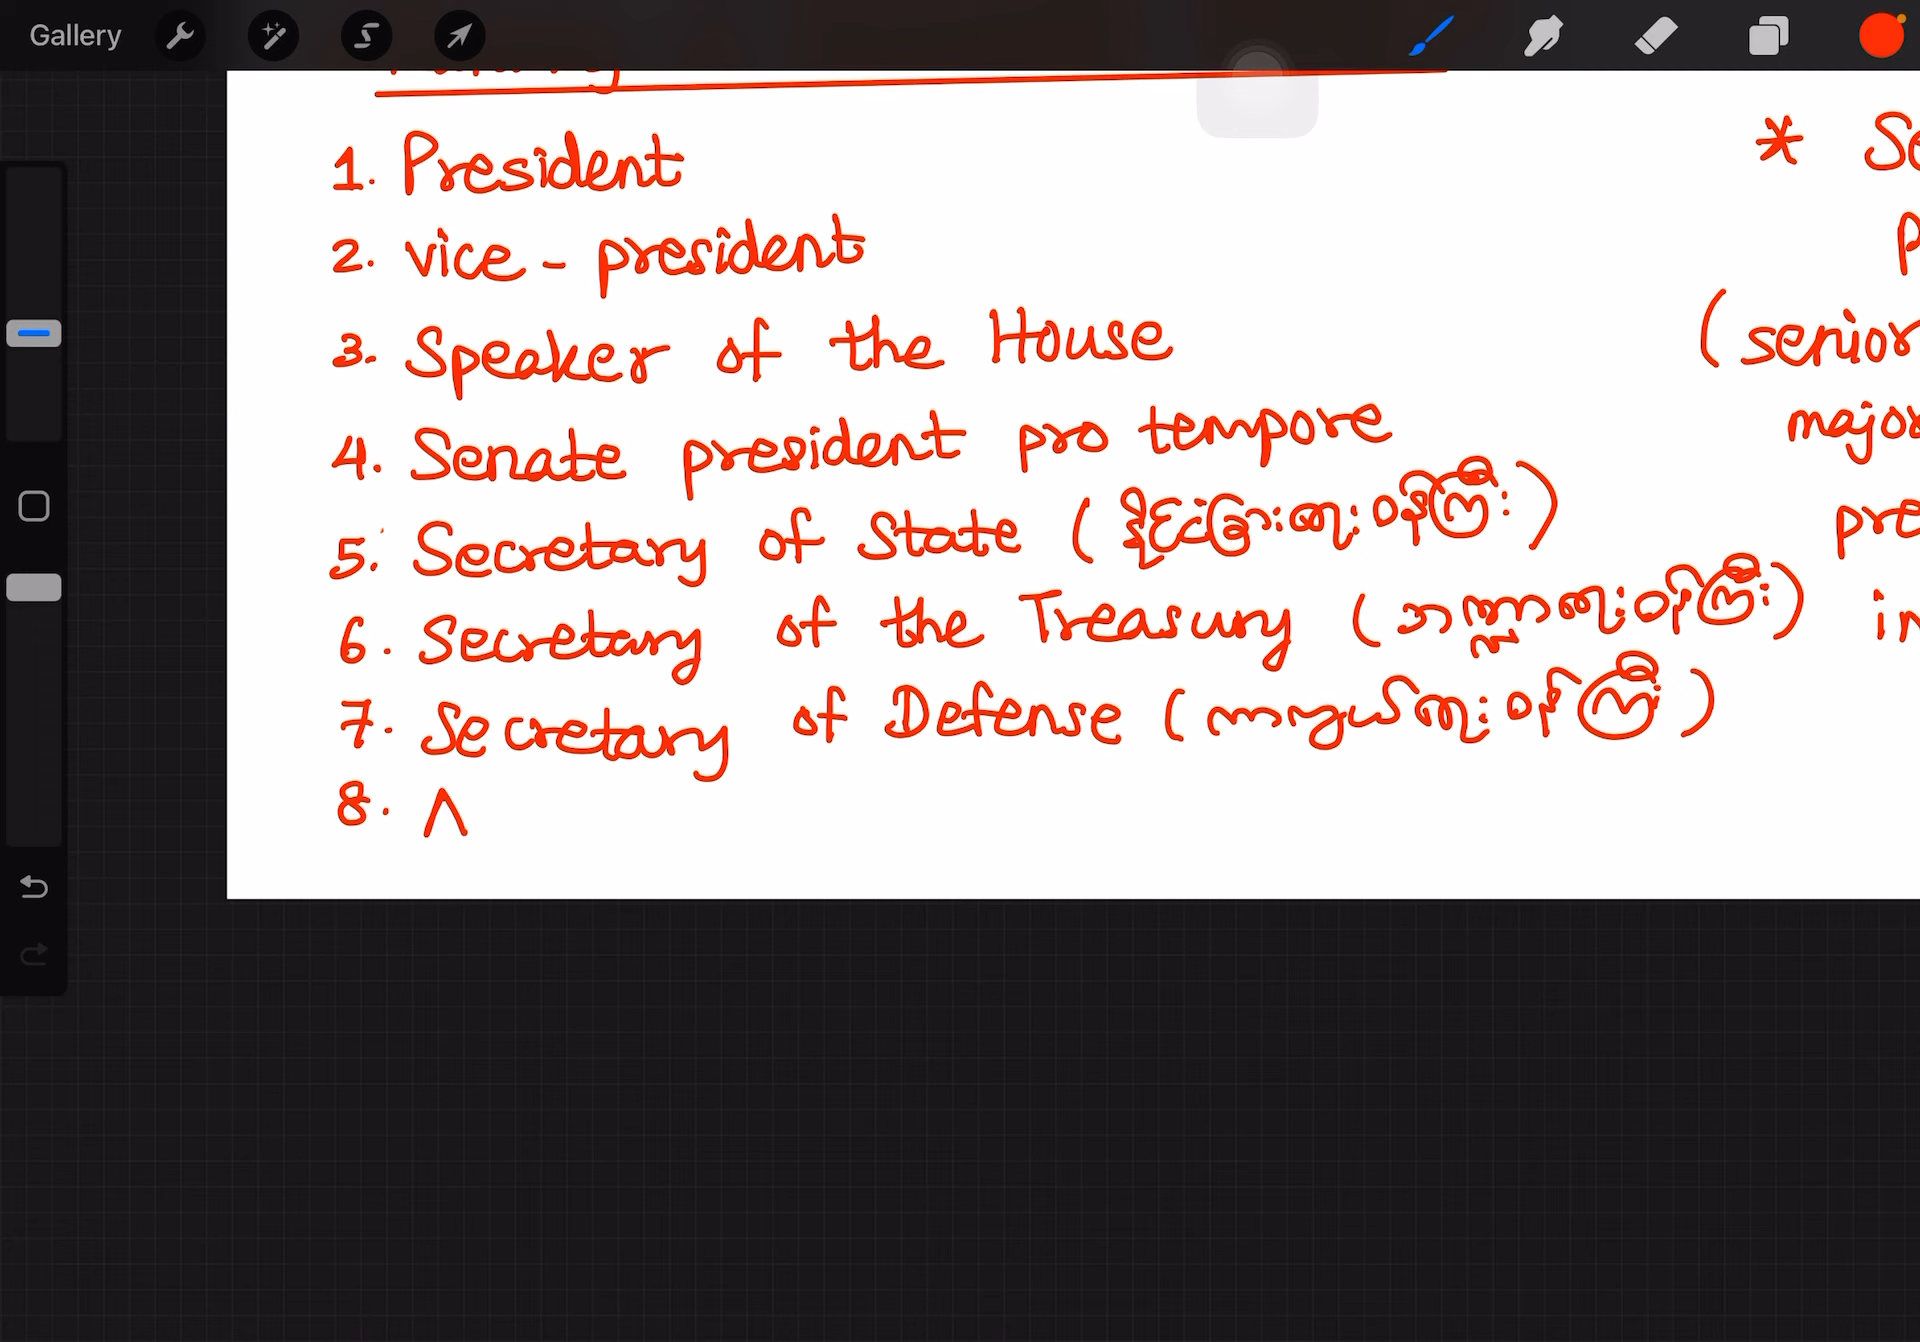 Gallery
1. President
2. vice - president
3. Speaker of the House
4. Senate president pro tempore
5. Secretary of State (နိုင်ငံခြားရေးဝန်ကြီး)
6. Secretary of the Treasury (ဘဏ္ဍာရေးဝန်ကြီး)
7. Secretary of Defense (ကာကွယ်ရေးဝန်ကြီး)
8.
* Se
p
(senior
major
pre
in